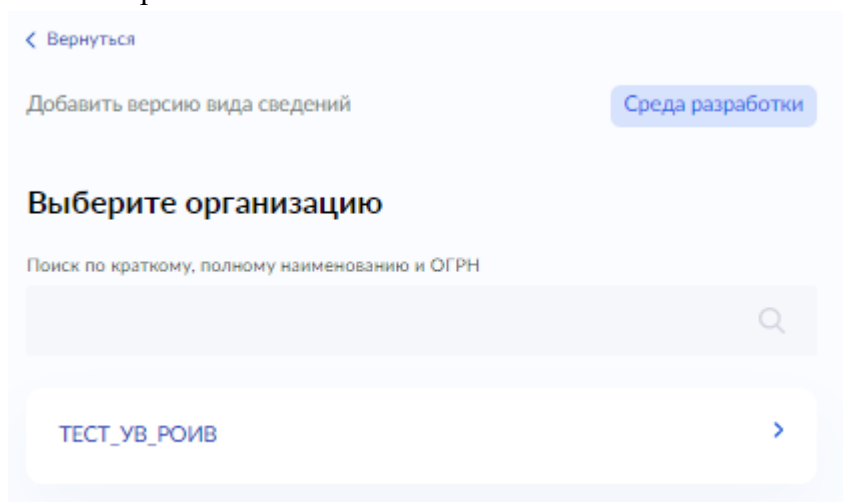 Вернуться
Добавить версию вида сведений
Среда разработки
Выберите организацию
Поиск по краткому, полному наименованию и ОГРН
ТЕСТ_УВ_РОИВ